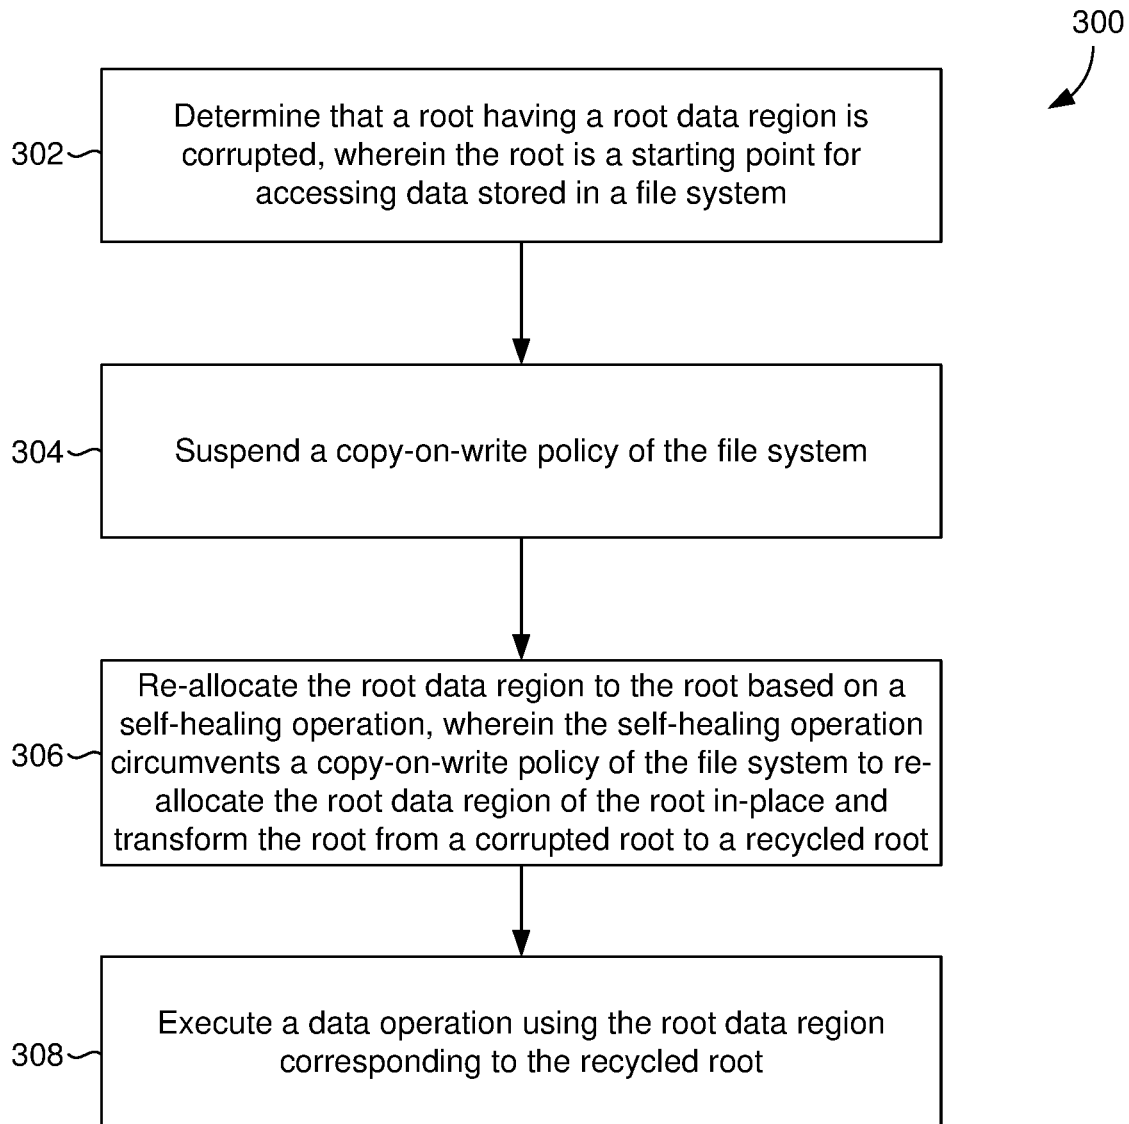 300
302
Determine that a root having a root data region is
corrupted, wherein the root is a starting point for
accessing data stored in a file system
304
Suspend a copy-on-write policy of the file system
306
Re-allocate the root data region to the root based on a
self-healing operation, wherein the self-healing operation
circumvents a copy-on-write policy of the file system to re-
allocate the root data region of the root in-place and
transform the root from a corrupted root to a recycled root
308
Execute a data operation using the root data region
corresponding to the recycled root